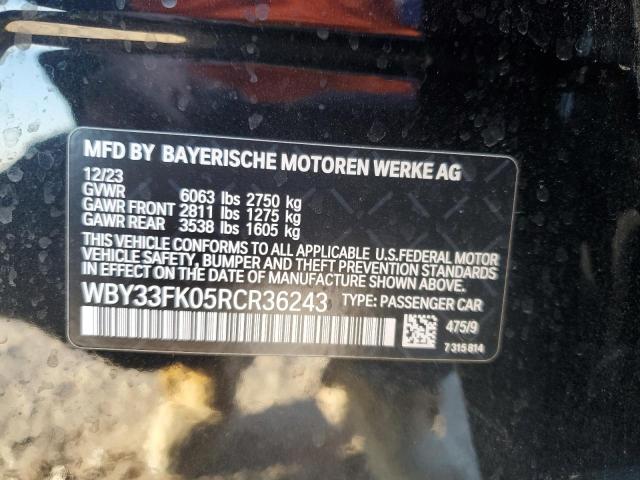 MFD BY BAYERISCHE MOTOREN WERKE AG
12/23
GVWR 6063 lbs 2750 kg
GAWR FRONT 2811 lbs 1275 kg
GAWR REAR 3538 lbs 1605 kg
THIS VEHICLE CONFORMS TO ALL APPLICABLE U.S.FEDERAL MOTOR
VEHICLE SAFETY, BUMPER AND THEFT PREVENTION STANDARDS
IN EFFECT ON THE DATE OF MANUFACTURE SHOWN ABOVE.
WBY33FK05RCR36243 TYPE: PASSENGER CAR
475/9
7 315 814